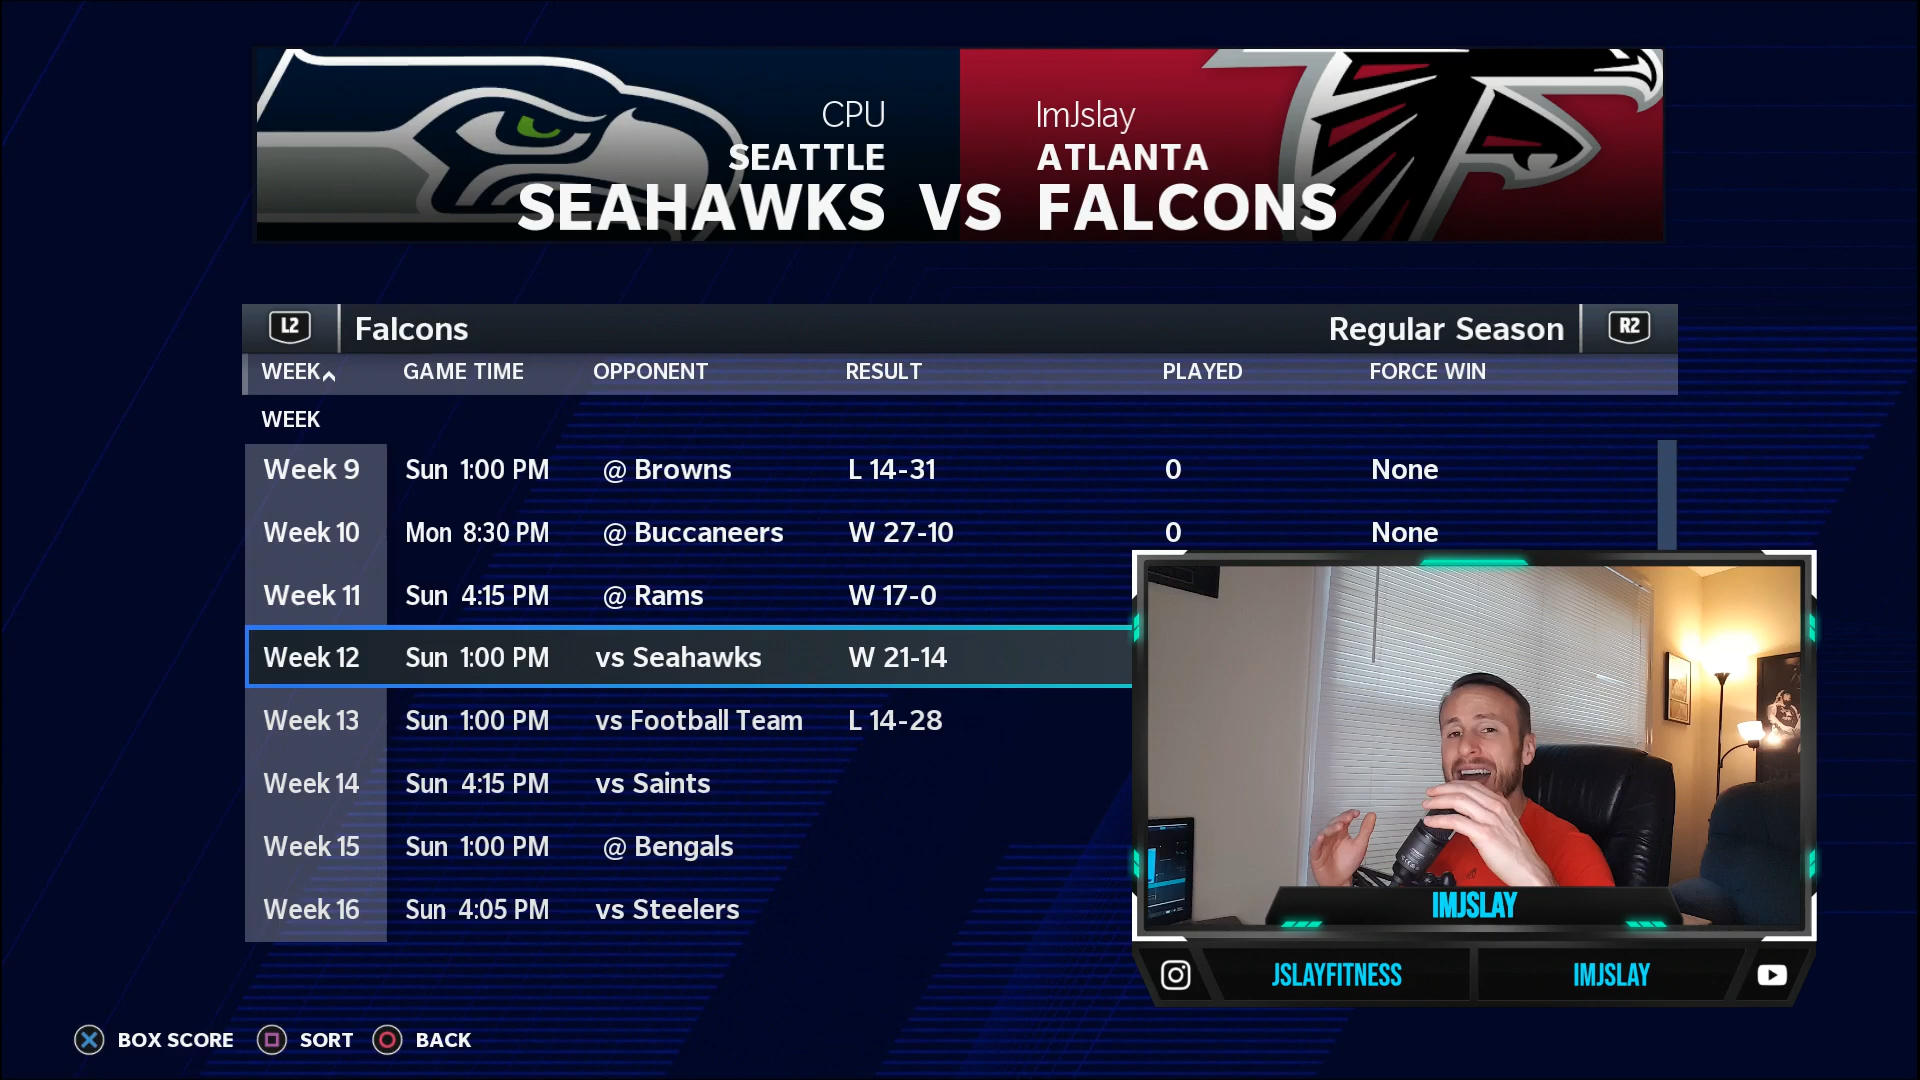 CPU
SEATTLE
SEAHAWKS
VS
ImJslay
ATLANTA
FALCONS
L2 Falcons Regular Season R2
WEEK GAME TIME OPPONENT RESULT PLAYED FORCE WIN
WEEK
Week 9 Sun 1:00 PM @ Browns L 14-31 0 None
Week 10 Mon 8:30 PM @ Buccaneers W 27-10 0 None
Week 11 Sun 4:15 PM @ Rams W 17-0
Week 12 Sun 1:00 PM vs Seahawks W 21-14
Week 13 Sun 1:00 PM vs Football Team L 14-28
Week 14 Sun 4:15 PM vs Saints
Week 15 Sun 1:00 PM @ Bengals
Week 16 Sun 4:05 PM vs Steelers
IMJSLAY
JSLAYFITNESS IMJSLAY
BOX SCORE SORT BACK